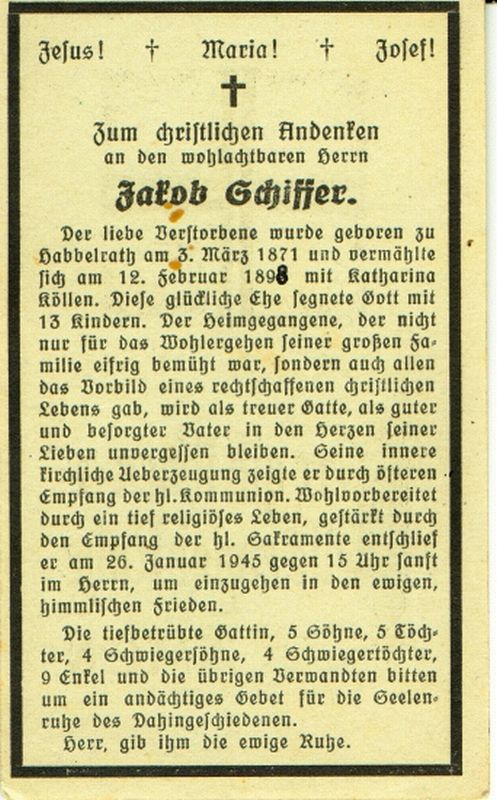 Jesus! † Maria! † Josef!
†
Zum christlichen Andenken
an den wohlachtbaren Herrn
Jakob Schiffer.
Der liebe Verstorbene wurde geboren zu
Habbelrath am 3. März 1871 und vermählte
sich am 12. Februar 1898 mit Katharina
Köllen. Diese glückliche Ehe segnete Gott mit
13 Kindern. Der Heimgegangene, der nicht
nur für das Wohlergehen seiner großen Fa-
milie eifrig bemüht war, sondern auch allen
das Vorbild eines rechtschaffenen christlichen
Lebens gab, wird als treuer Gatte, als guter
und besorgter Vater in den Herzen seiner
Lieben unvergessen bleiben. Seine innere
kirchliche Ueberzeugung zeigte er durch öfteren
Empfang der hl. Kommunion. Wohlvorbereitet
durch ein tief religiöses Leben, gestärkt durch
den Empfang der hl. Sakramente entschlief
er am 26. Januar 1945 gegen 15 Uhr sanft
im Herrn, um einzugehen in den ewigen,
himmlischen Frieden.
Die tiefbetrübte Gattin, 5 Söhne, 5 Töch-
ter, 4 Schwiegersöhne, 4 Schwiegertöchter,
9 Enkel und die übrigen Verwandten bitten
um ein andächtiges Gebet für die Seelen-
ruhe des Dahingeschiedenen.
Herr, gib ihm die ewige Ruhe.